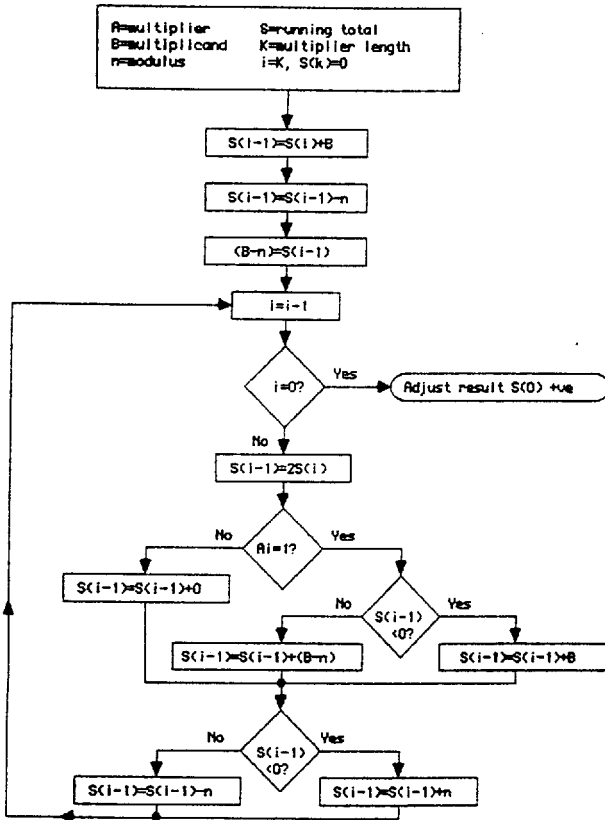 A=multiplier S=running total
B=multiplicand K=multiplier length
n=modulus i=K, S(k)=0
S(i-1)=S(i)+B
S(i-1)=S(i-1)-n
(B-n)=S(i-1)
i=i-1
i=0?
Yes
Adjust result S(0) +ve
No
S(i-1)=2S(i)
No
Ai=1?
Yes
S(i-1)=S(i-1)+0
No
S(i-1)
<0?
Yes
S(i-1)=S(i-1)+(B-n)
S(i-1)=S(i-1)+B
No
S(i-1)
<0?
Yes
S(i-1)=S(i-1)-n
S(i-1)=S(i-1)+n